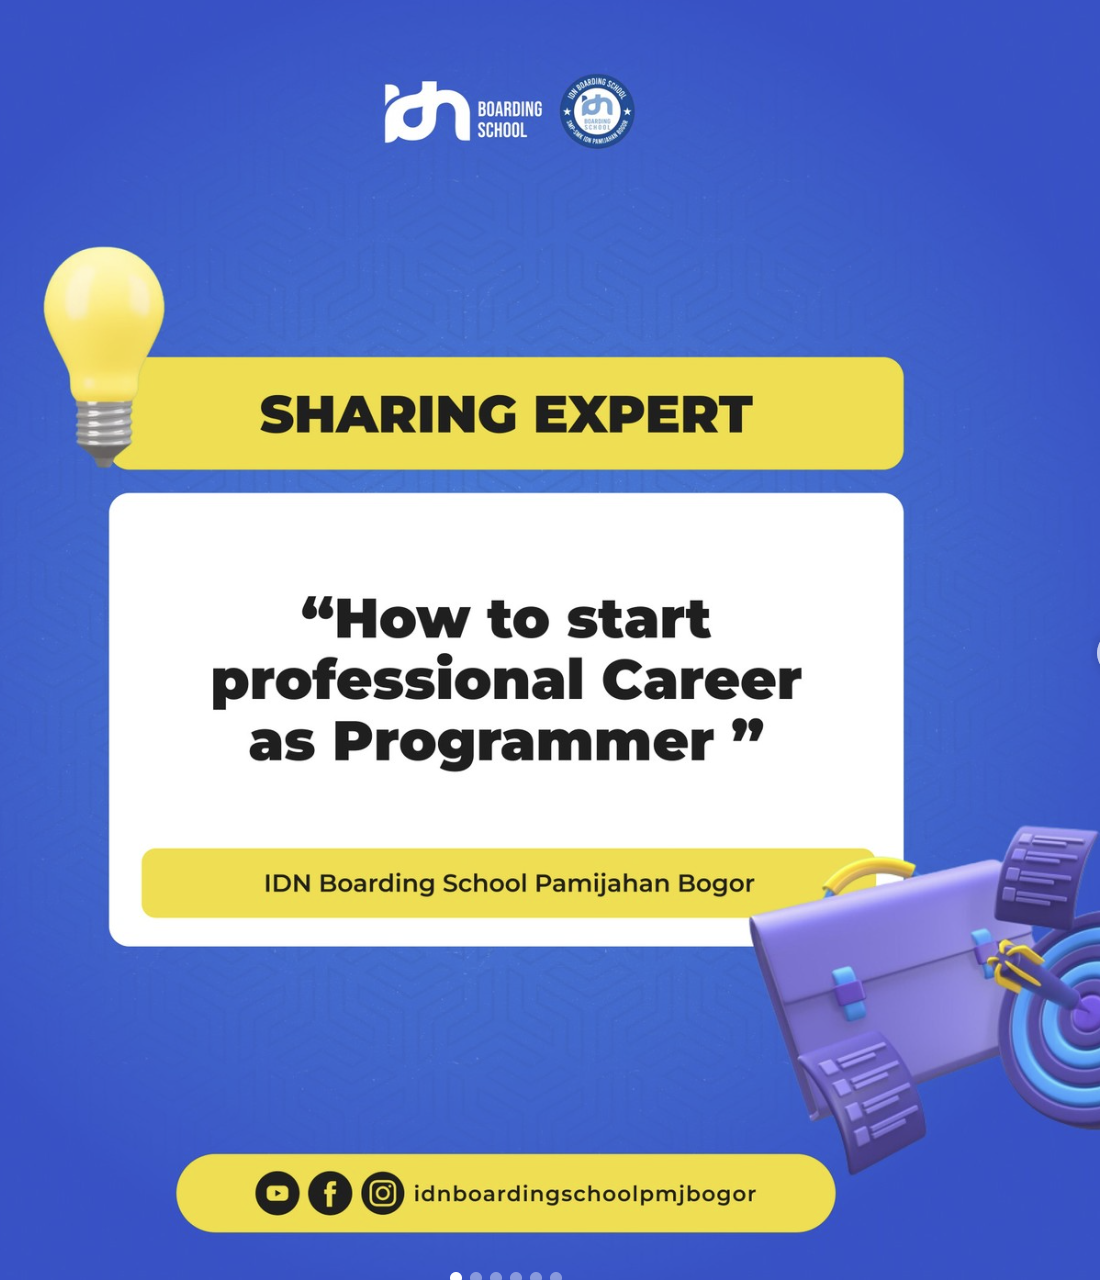 idn BOARDING
SCHOOL
IDN BOARDING SCHOOL
idn
BOARDING
SCHOOL
SMP-SMK IDN PAMIJAHAN BOGOR
SHARING EXPERT
“How to start
professional Career
as Programmer ”
IDN Boarding School Pamijahan Bogor
idnboardingschoolpmjbogor